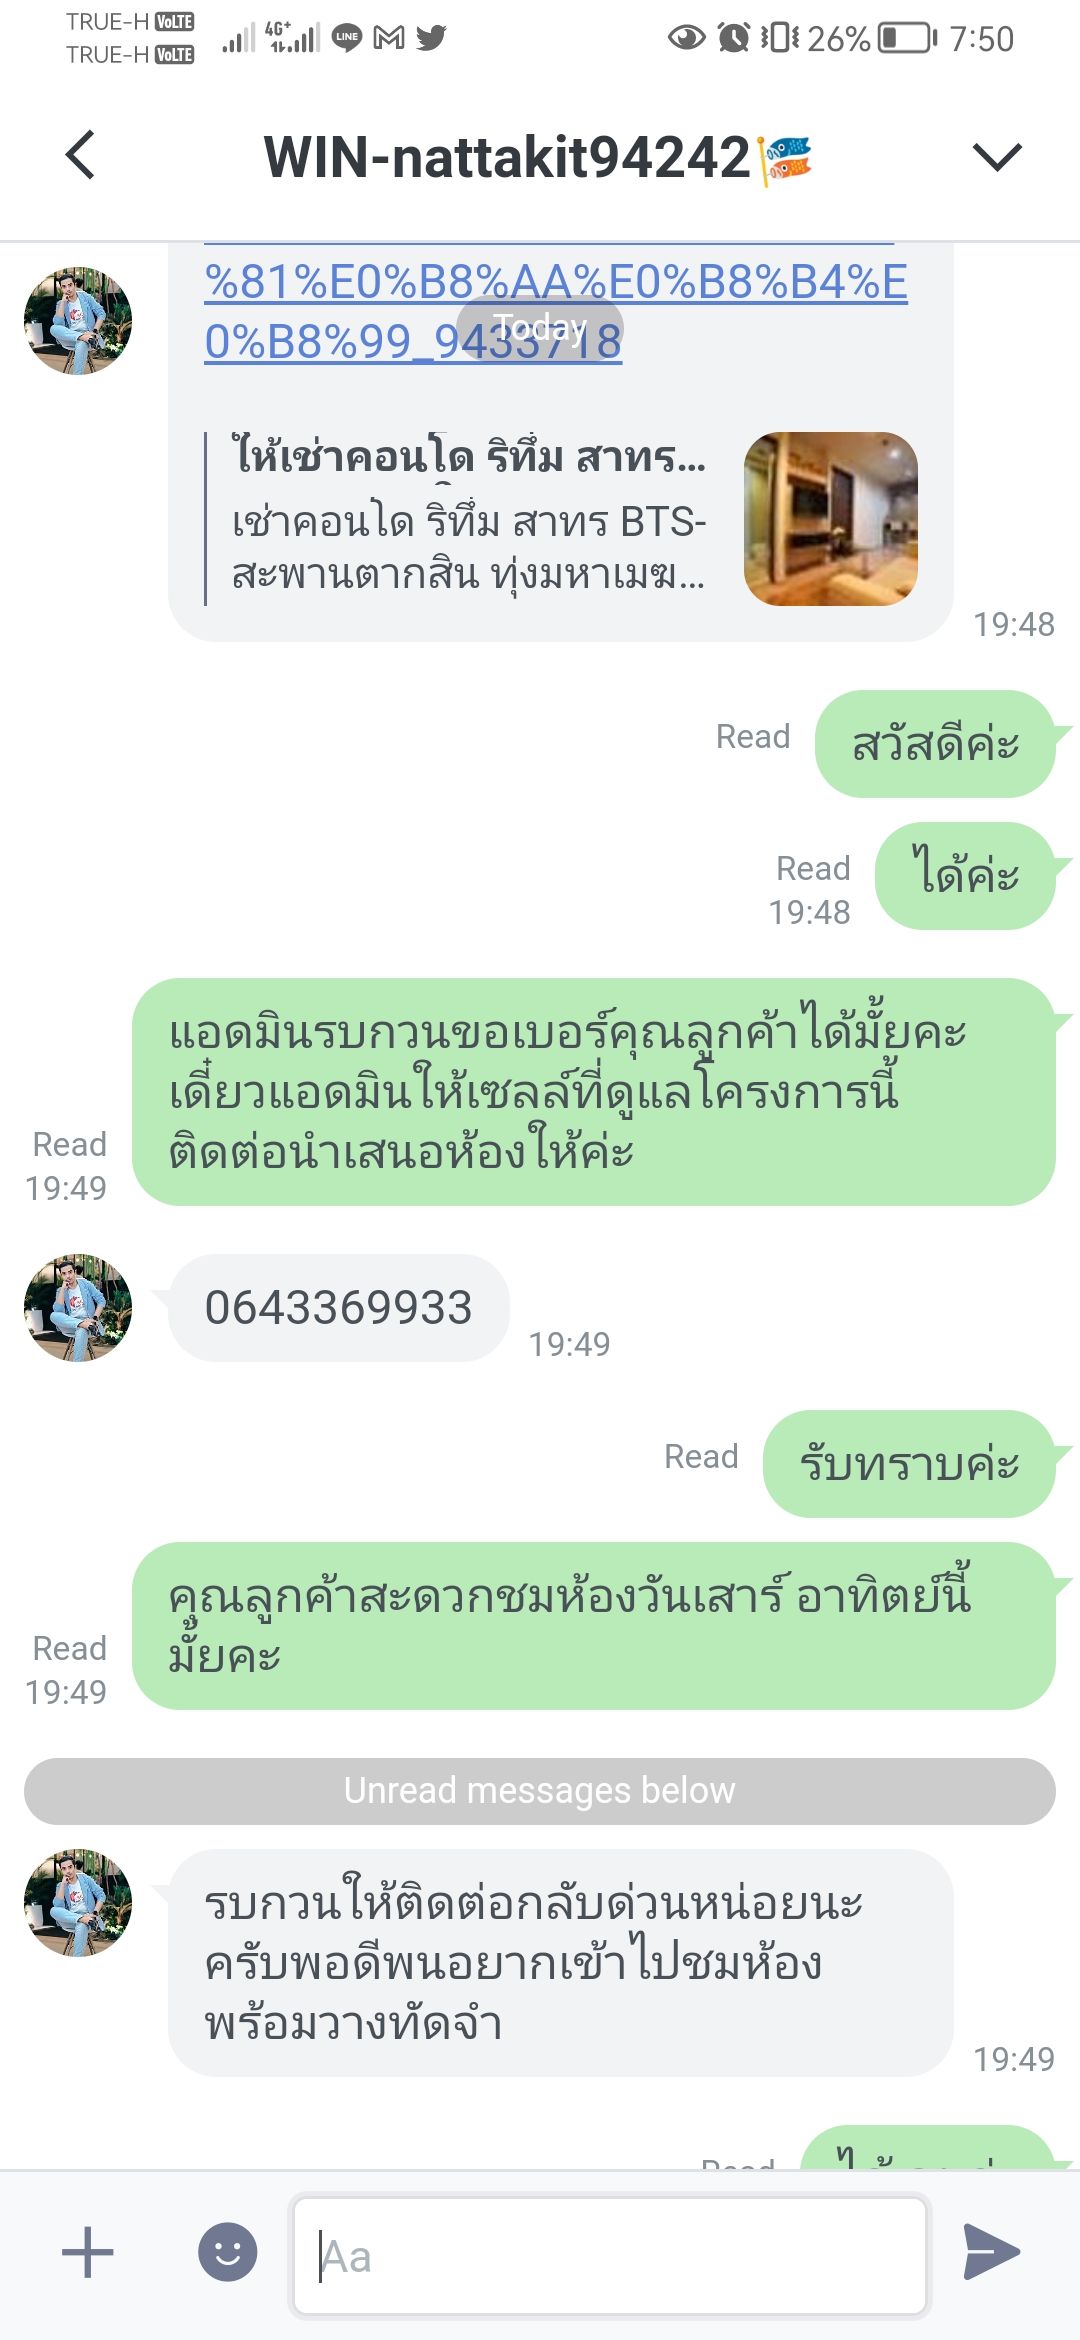 TRUE-H VoLTE
TRUE-H VoLTE
4G+
LINE
26%
7:50
WIN-nattakit94242
%81%E0%B8%AA%E0%B8%B4%E
0%B8%99_9433718
Today
ให้เช่าคอนโด ริทึ่ม สาทร...
เช่าคอนโด ริทึ่ม สาทร BTS-
สะพานตากสิน ทุ่งมหาเมฆ...
19:48
Read
สวัสดีค่ะ
Read
19:48
ได้ค่ะ
แอดมินรบกวนขอเบอร์คุณลูกค้าได้มั้ยคะ
เดี๋ยวแอดมินให้เซลล์ที่ดูแลโครงการนี้
ติดต่อนำเสนอห้องให้ค่ะ
Read
19:49
0643369933
19:49
Read
รับทราบค่ะ
คุณลูกค้าสะดวกชมห้องวันเสาร์ อาทิตย์นี้
มั้ยคะ
Read
19:49
Unread messages below
รบกวนให้ติดต่อกลับด่วนหน่อยนะ
ครับพอดีพนอยากเข้าไปชมห้อง
พร้อมวางทัดจำ
19:49
Read
Aa